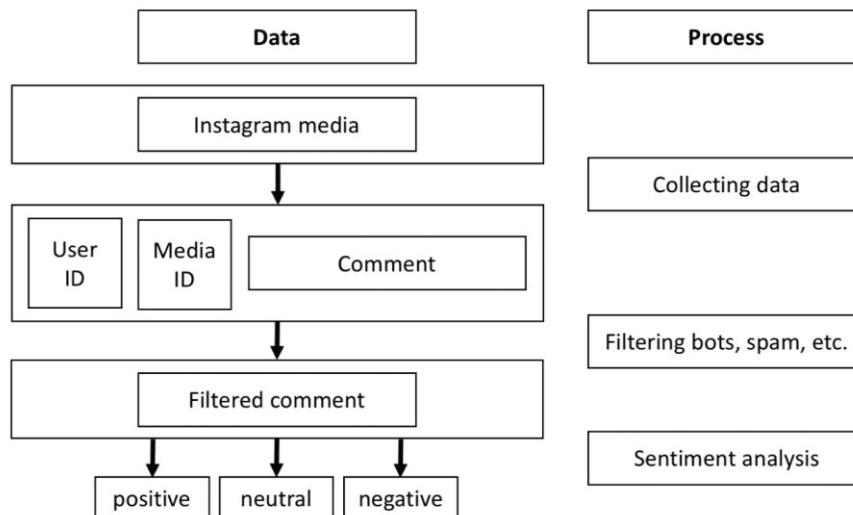 Data
Process
Instagram media
Collecting data
User
ID
Media
ID
Comment
Filtering bots, spam, etc.
Filtered comment
Sentiment analysis
positive
neutral
negative